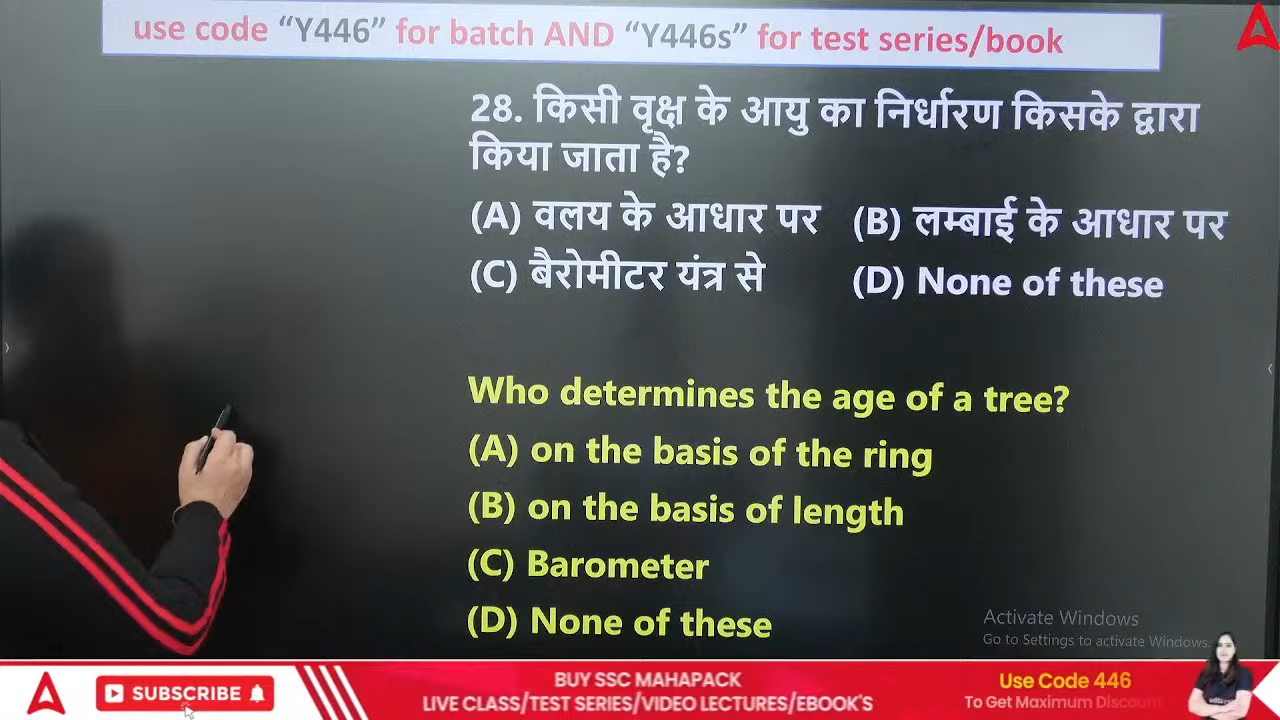 use code “Y446” for batch AND “Y446s” for test series/book
28. किसी वृक्ष के आयु का निर्धारण किसके द्वारा
किया जाता है?
(A) वलय के आधार पर (B) लम्बाई के आधार पर
(C) बैरोमीटर यंत्र से (D) None of these
Who determines the age of a tree?
(A) on the basis of the ring
(B) on the basis of length
(C) Barometer
(D) None of these
Activate Windows
Go to Settings to activate Windows.
SUBSCRIBE
BUY SSC MAHAPACK
LIVE CLASS/TEST SERIES/VIDEO LECTURES/EBOOK'S
Use Code 446
To Get Maximum Discount